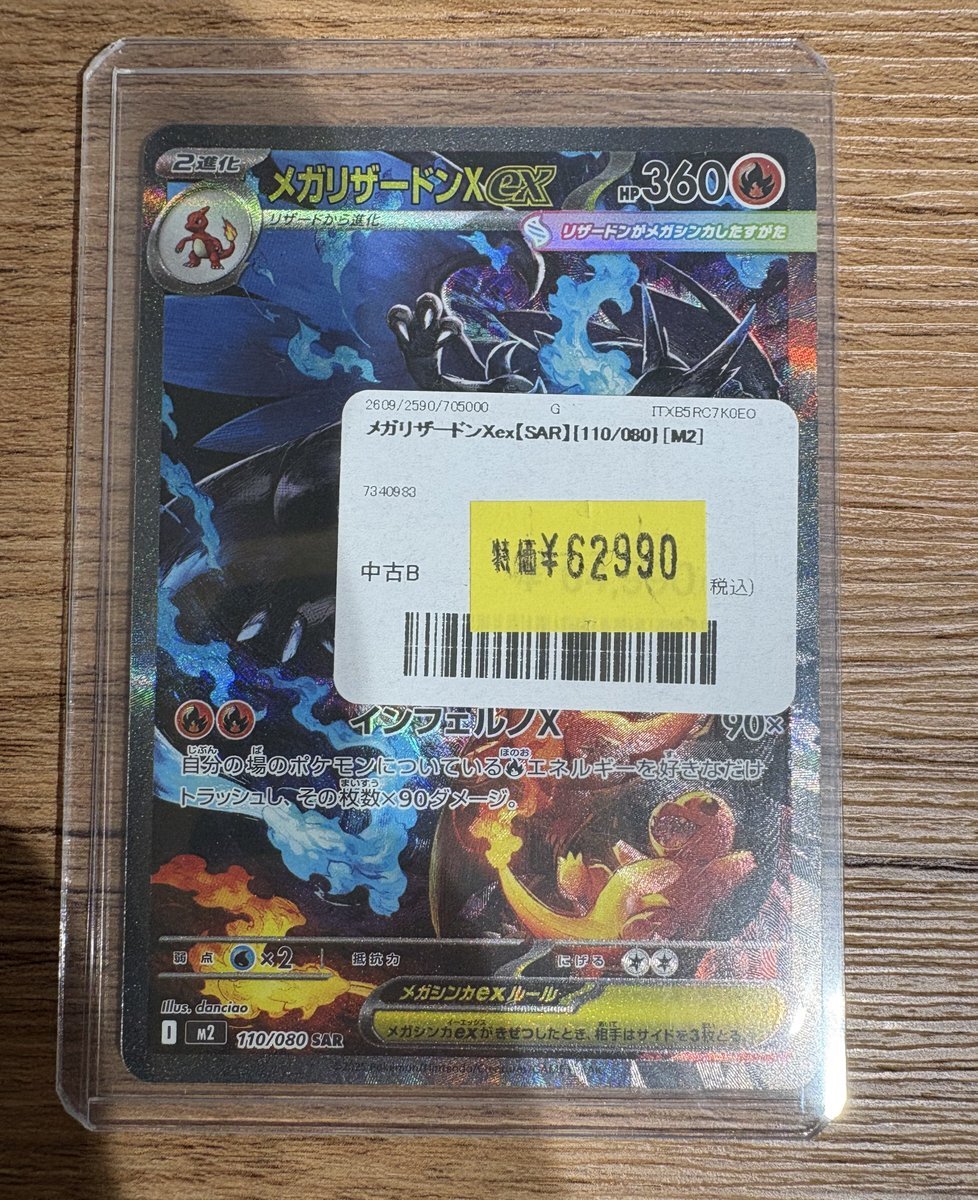 2進化
メガリザードンXex
HP360
リザードから進化
リザードンがメガシンカしたすがた
2609/2590/705000 G ITXB5RC7K0EO
メガリザードンXex【SAR】{110/080} [M2]
7340983
特価¥62990
中古B
税込)
インフェルノX 90×
自分の場のポケモンについているエネルギーを好きなだけ
トラッシュし、その枚数×90ダメージ。
弱点 ×2 抵抗力 にげる
メガシンカexルール
メガシンカexがきぜつしたとき、相手はサイドを3枚とる。
Illus. danciao
I M2 110/080 SAR